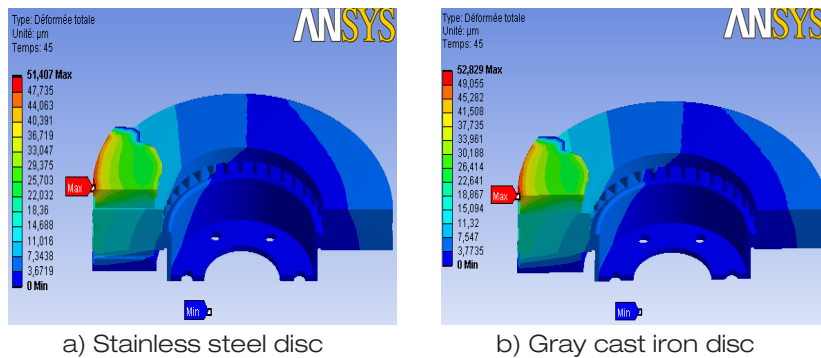 Type: Déformée totale
Unité: µm
Temps: 45
ANSYS
51,407 Max
47,735
44,063
40,391
36,719
33,047
29,375
25,703
22,032
18,36
14,688
11,016
7,3438
3,6719
0 Min
Max
Min
a) Stainless steel disc
Type: Déformée totale
Unité: µm
Temps: 45
ANSYS
52,829 Max
49,055
45,282
41,508
37,735
33,961
30,188
26,414
22,641
18,867
15,094
11,32
7,547
3,7735
0 Min
Max
Min
b) Gray cast iron disc